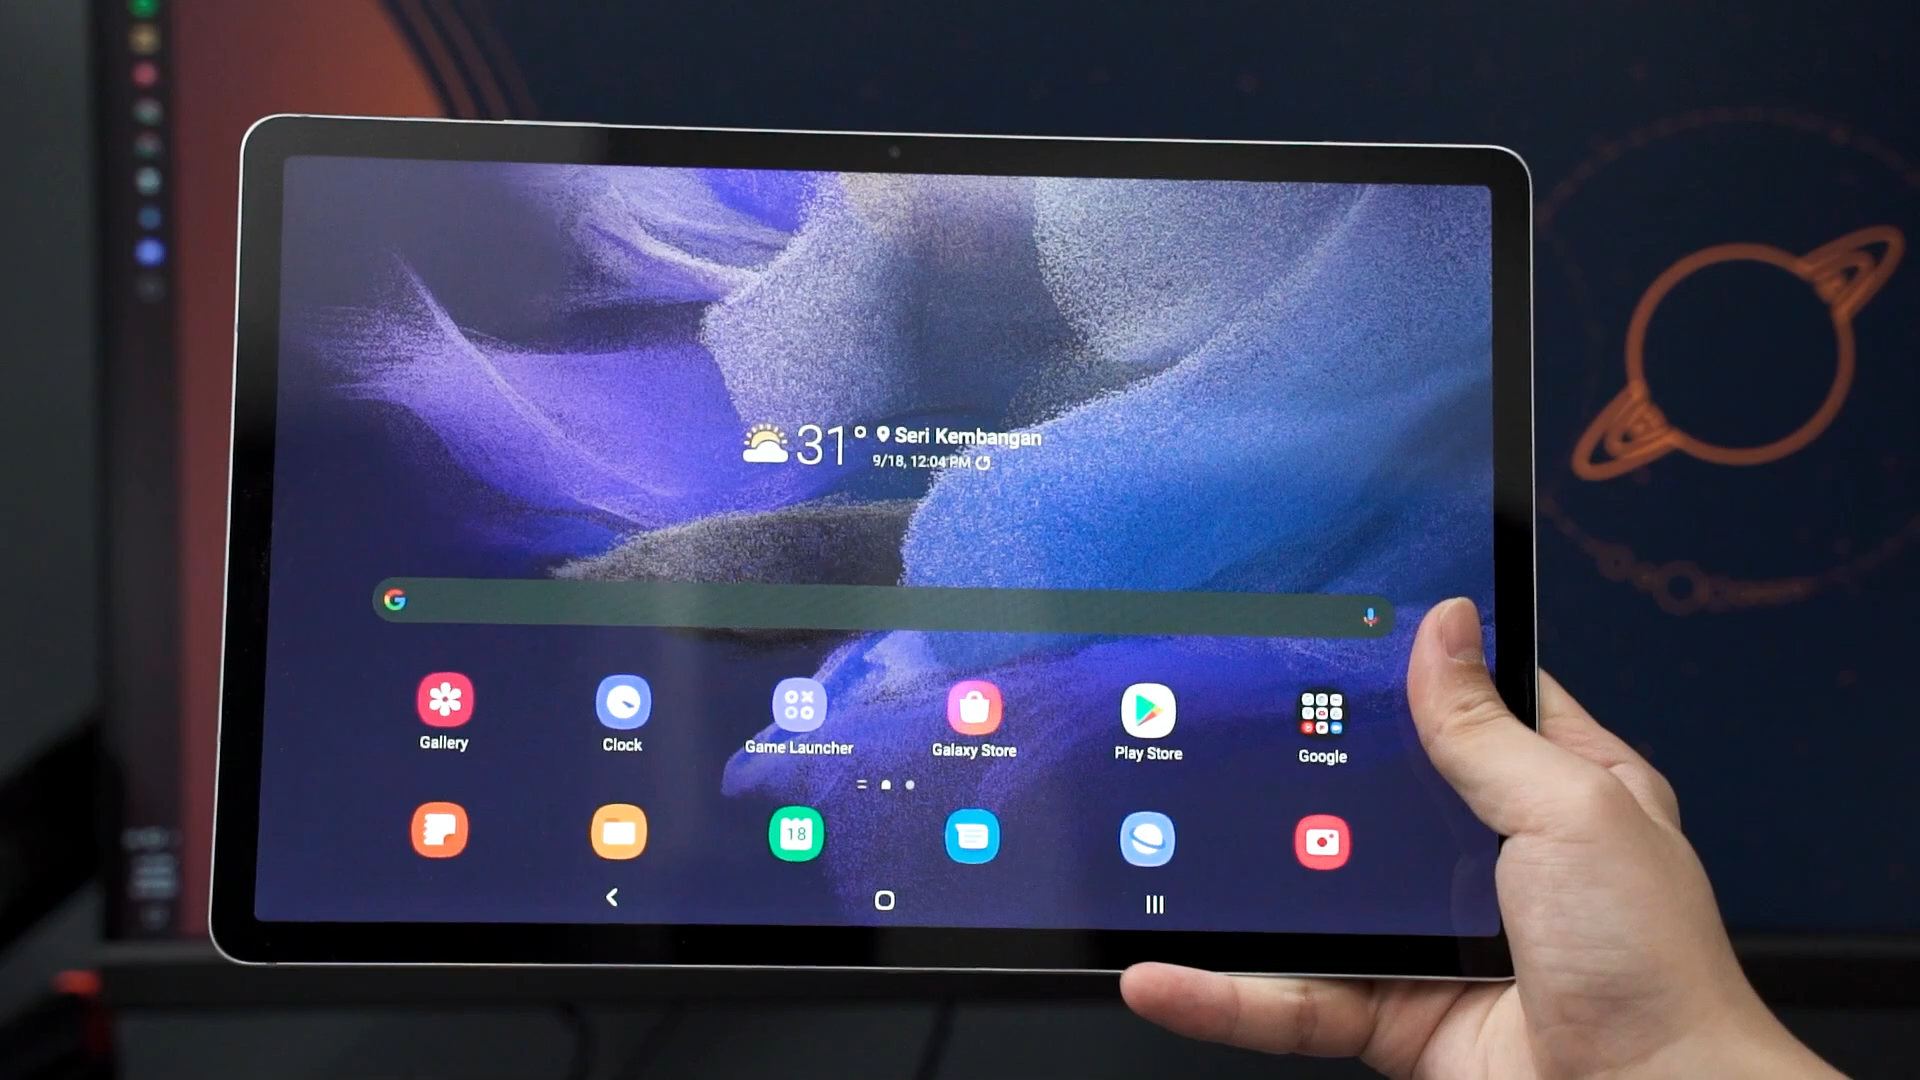 31° Seri Kembangan
9/18, 12:04 PM
G
Gallery
Clock
Game Launcher
Galaxy Store
Play Store
Google
18